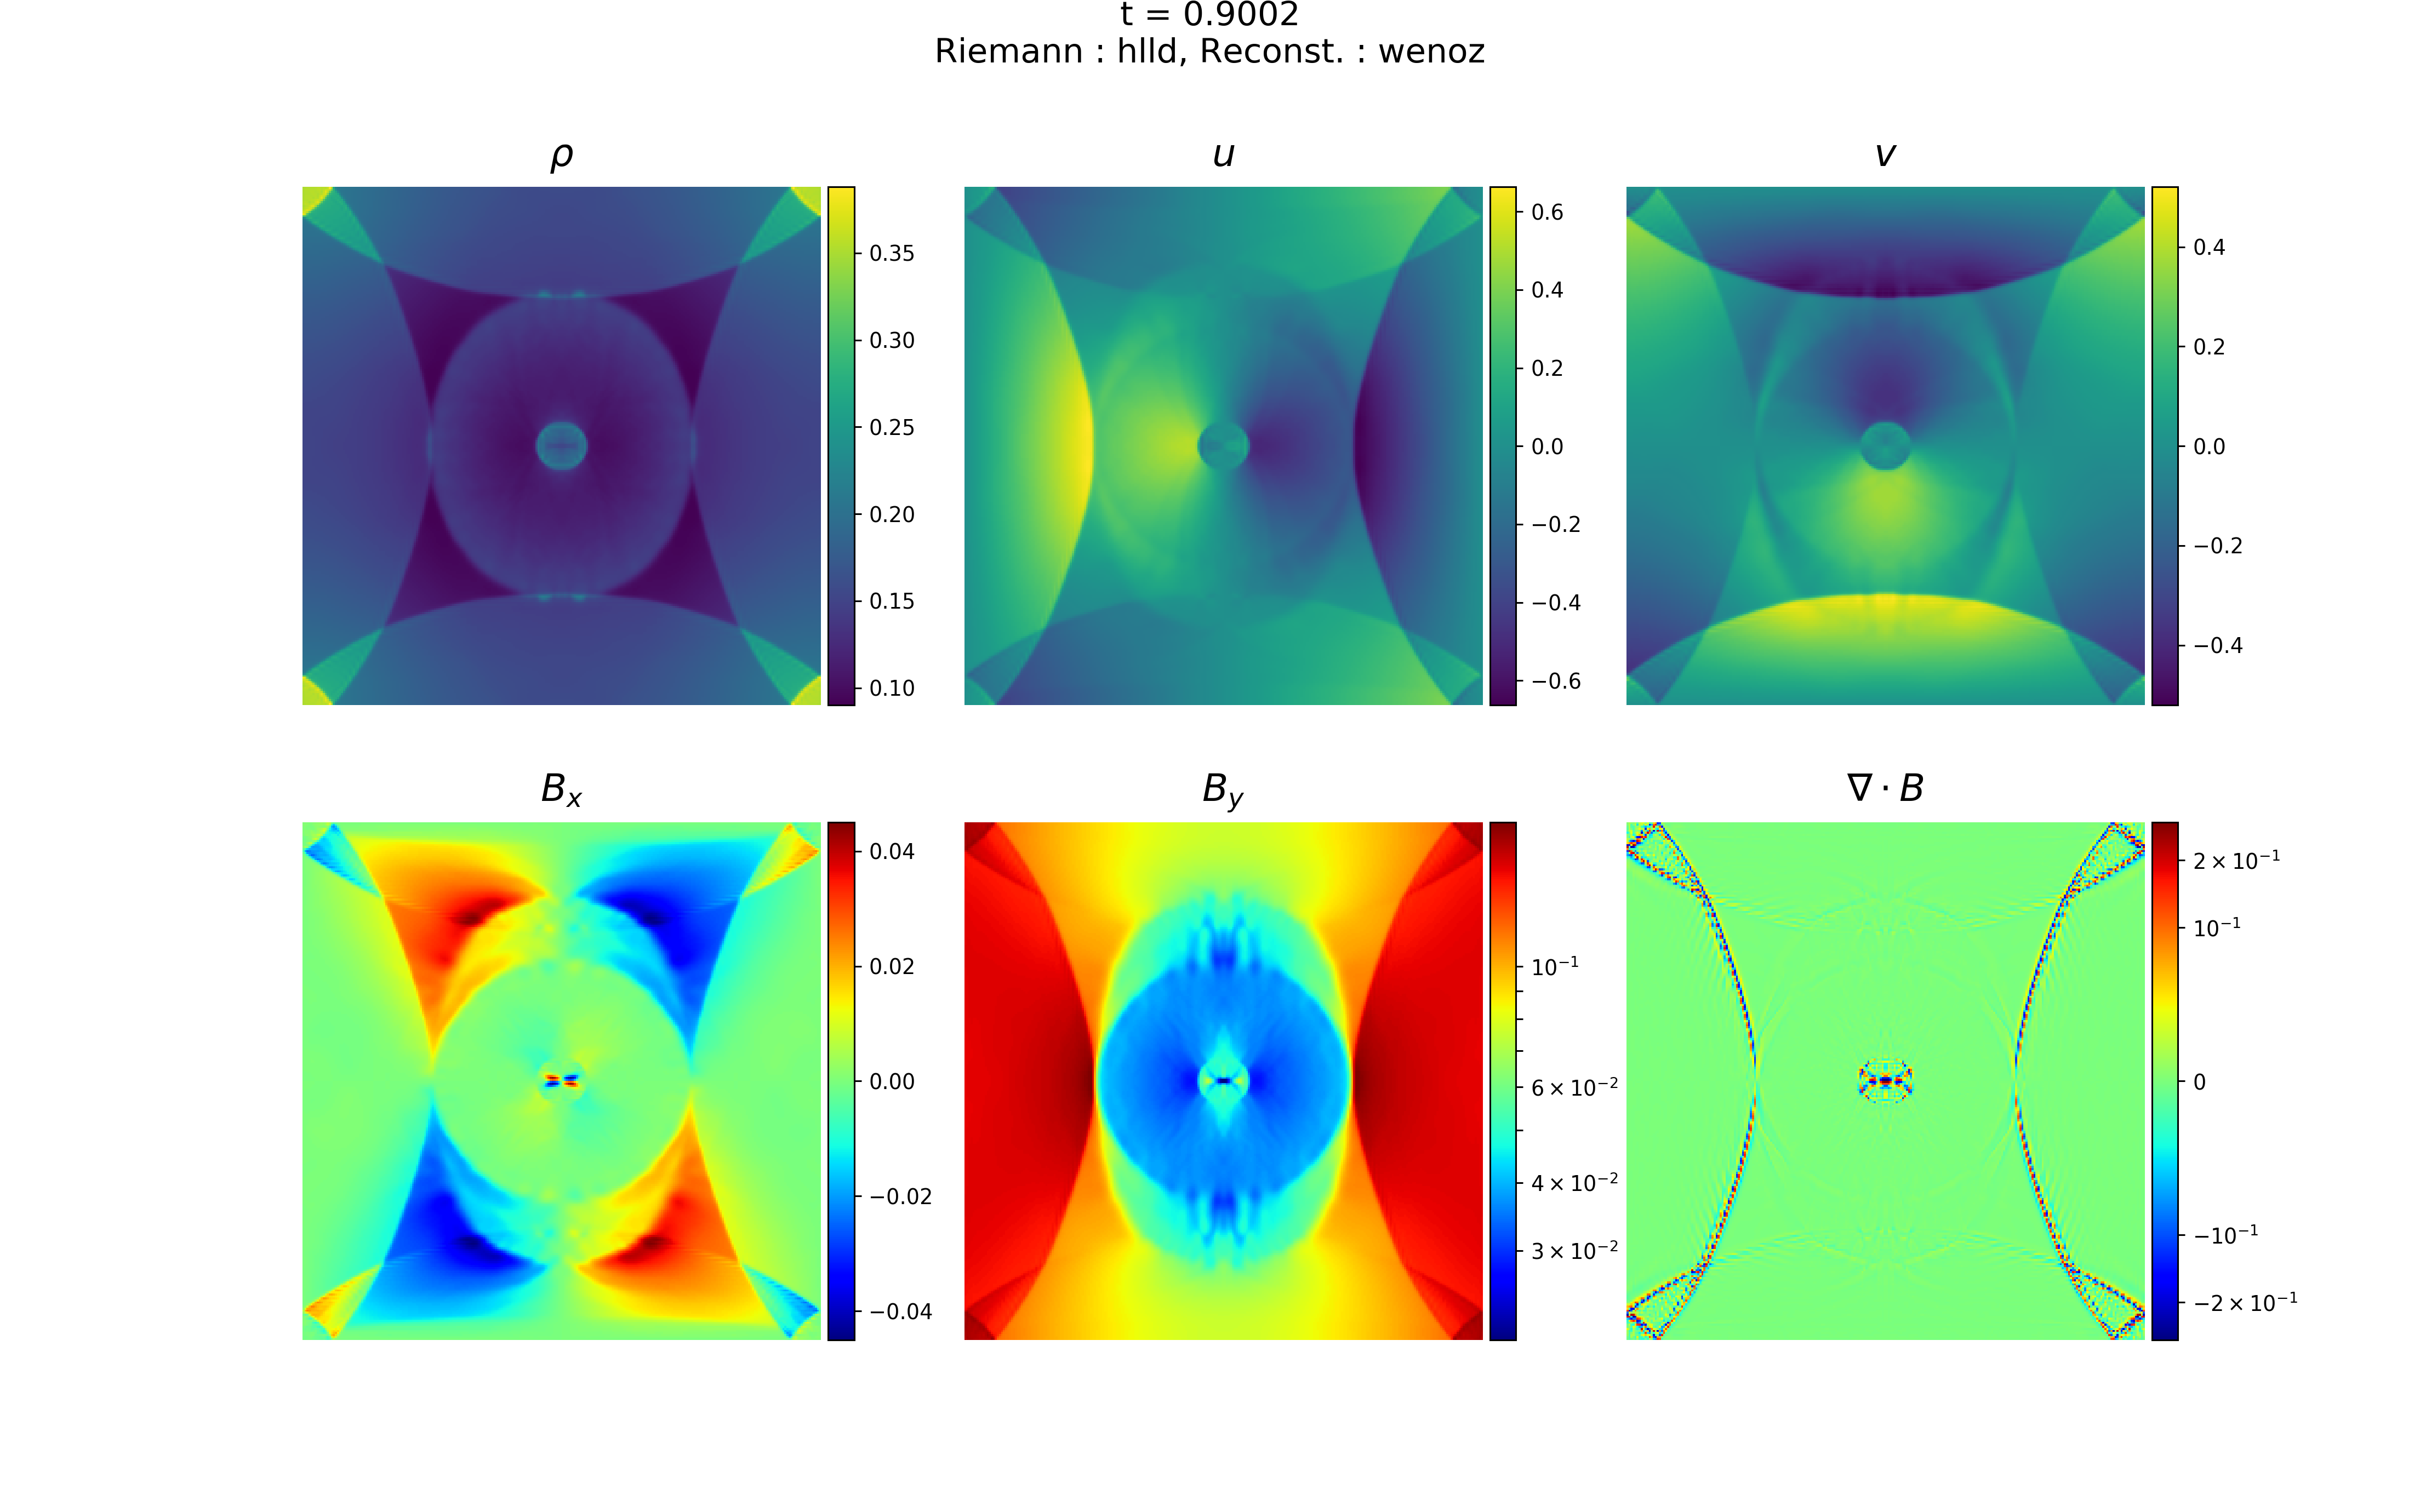 t = 0.9002
Riemann : hlld, Reconst. : wenoz
ρ
0.35
0.30
0.25
0.20
0.15
0.10
u
0.6
0.4
0.2
0.0
−0.2
−0.4
−0.6
v
0.4
0.2
0.0
−0.2
−0.4
Bₓ
0.04
0.02
0.00
−0.02
−0.04
B_y
10⁻¹
6 × 10⁻²
4 × 10⁻²
3 × 10⁻²
∇ · B
2 × 10⁻¹
10⁻¹
0
−10⁻¹
−2 × 10⁻¹